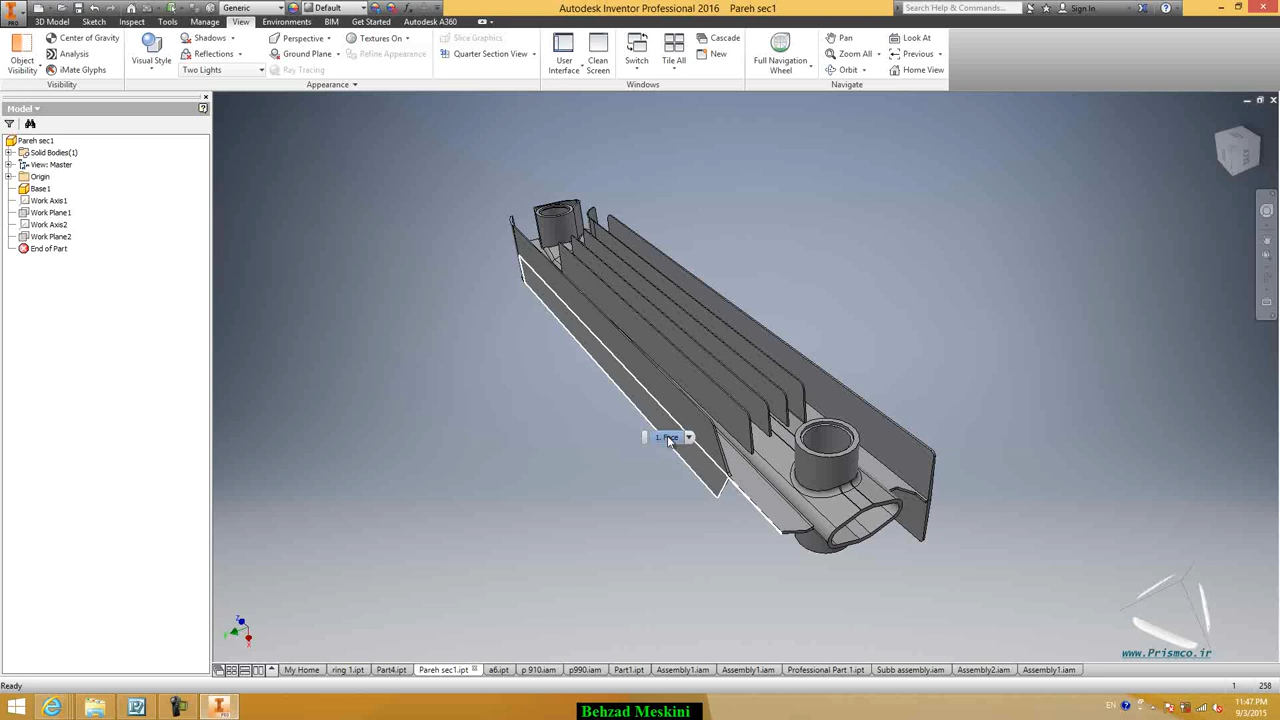 Autodesk Inventor Professional 2016 Pareh sec1
Generic Default
Search Help & Commands... Sign In
PRO 3D Model Sketch Inspect Tools Manage View Environments BIM Get Started Autodesk A360
Object Visibility
Center of Gravity
Analysis
iMate Glyphs
Visibility
Visual Style
Shadows
Reflections
Two Lights
Perspective
Ground Plane
Ray Tracing
Textures On
Refine Appearance
Appearance
Slice Graphics
Quarter Section View
User Interface
Clean Screen
Switch
Tile All
Cascade
New
Windows
Full Navigation Wheel
Pan
Zoom All
Orbit
Look At
Previous
Home View
Navigate
Model
Pareh sec1
Solid Bodies(1)
View: Master
Origin
Base1
Work Axis1
Work Plane1
Work Axis2
Work Plane2
End of Part
1. Face
Z
Y
X
www.Prismco.ir
My Home ring 1.ipt Part4.ipt Pareh sec1.ipt a6.ipt p 910.iam p990.iam Part1.ipt Assembly1.iam Assembly1.iam Professional Part 1.ipt Subb assembly.iam Assembly2.iam Assembly1.iam
Ready 1 258
Behzad Meskini
11:47 PM
9/3/2015